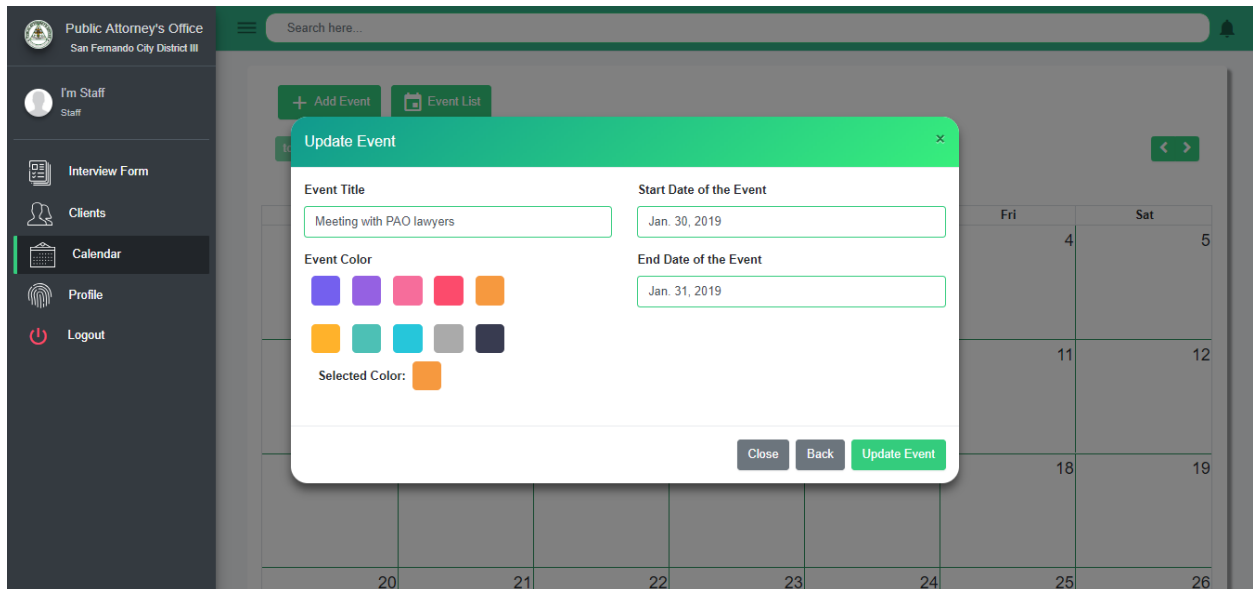 Public Attorney's Office
San Fernando City District III
Search here...
I'm Staff
Staff
Interview Form
Clients
Calendar
Profile
Logout
+ Add Event
Event List
Update Event
×
Event Title
Start Date of the Event
Meeting with PAO lawyers
Jan. 30, 2019
Event Color
End Date of the Event
Jan. 31, 2019
Selected Color:
Close
Back
Update Event
< >
Fri
Sat
4
5
11
12
18
19
20
21
22
23
24
25
26